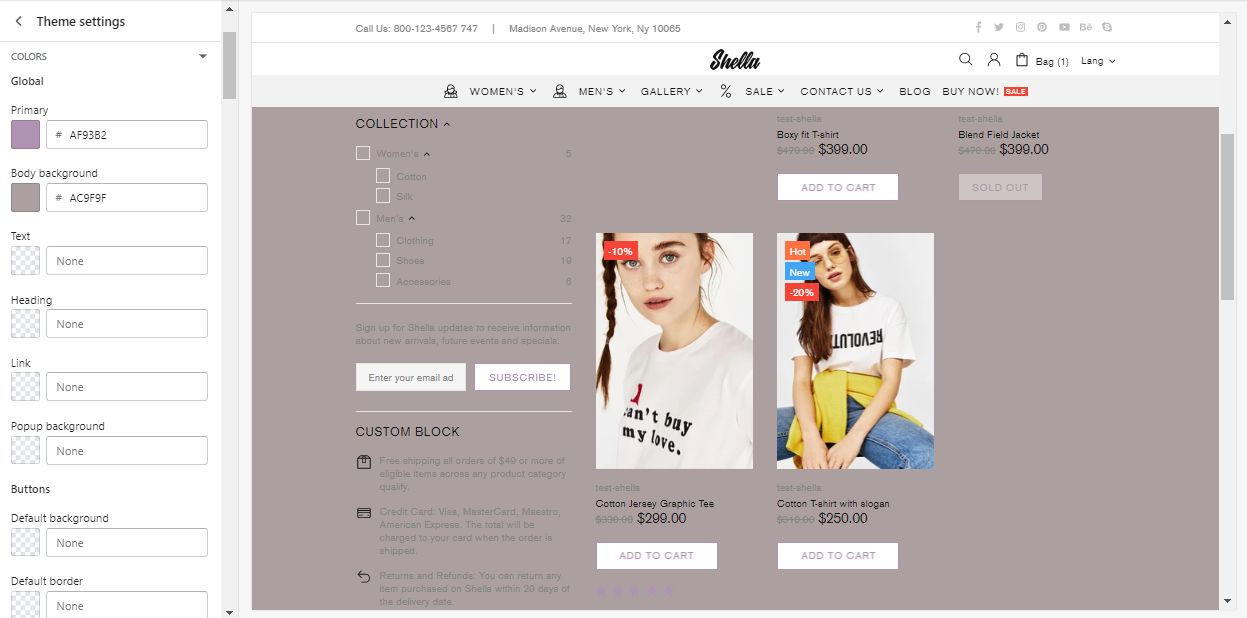 Theme settings
COLORS
Global
Primary
# AF93B2
Body background
# AC9F9F
Text
None
Heading
None
Link
None
Popup background
None
Buttons
Default background
None
Default border
None
Call Us: 800-123-4567 747 | Madison Avenue, New York, Ny 10065
Shella
Bag (1) Lang
WOMEN'S MEN'S GALLERY SALE CONTACT US BLOG BUY NOW! SALE
COLLECTION
Women's 5
Cotton
Silk
Men's 32
Clothing 17
Shoes 19
Accessories 6
Sign up for Shella updates to receive information
about new arrivals, future events and specials.
Enter your email ad SUBSCRIBE!
CUSTOM BLOCK
Free shipping all orders of $49 or more of
eligible items across any product category
qualify.
Credit Card: Visa, MasterCard, Maestro,
American Express. The total will be
charged to your card when the order is
shipped.
Returns and Refunds: You can return any
item purchased on Shella within 20 days of
the delivery date.
test-shella
Boxy fit T-shirt
$470.00 $399.00
ADD TO CART
test-shella
Blend Field Jacket
$470.00 $399.00
SOLD OUT
-10%
can't buy
my love.
Hot
New
-20%
REVOLUTI
Cotton Jersey Graphic Tee
$330.00 $299.00
ADD TO CART
test-shella
test-shella
Cotton T-shirt with slogan
$310.00 $250.00
ADD TO CART